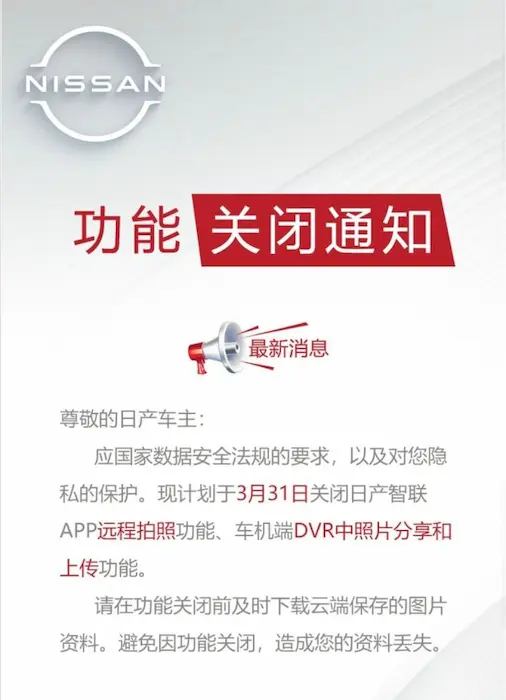 NISSAN
功能 关闭通知
最新消息
尊敬的日产车主：
应国家数据安全法规的要求，以及对您隐
私的保护。现计划于3月31日关闭日产智联
APP远程拍照功能、车机端DVR中照片分享和
上传功能。
请在功能关闭前及时下载云端保存的图片
资料。避免因功能关闭，造成您的资料丢失。